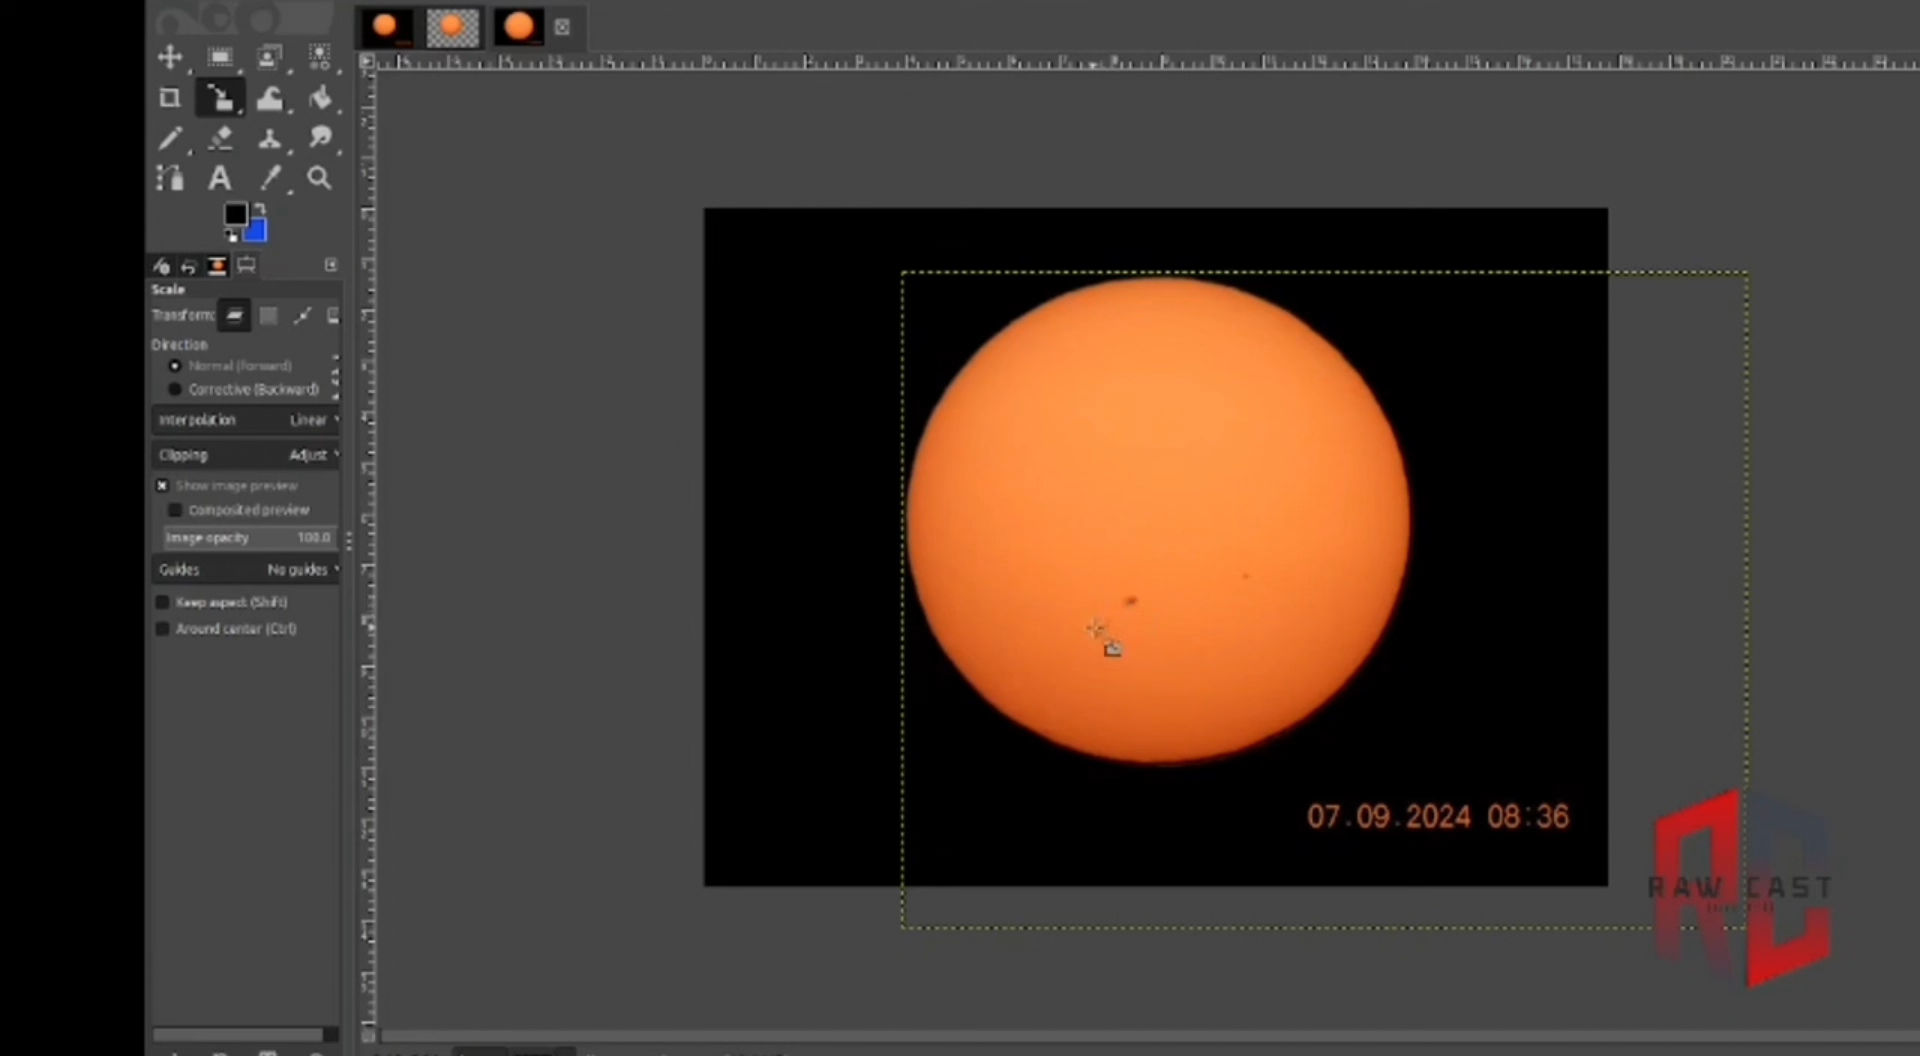 Scale
Transform:
Direction
Normal (forward)
Corrective (Backward)
Interpolation Linear
Clipping Adjust
Show image preview
Composited preview
Image opacity 100.0
Guides No guides
Keep aspect (Shift)
Around center (Ctrl)
07.09.2024 08:36
RAW CAST